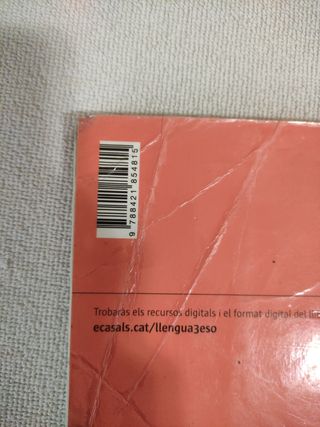 9 788421 854815
Trobaràs els recursos digitals i el format digital del
ecasals.cat/llengua3eso